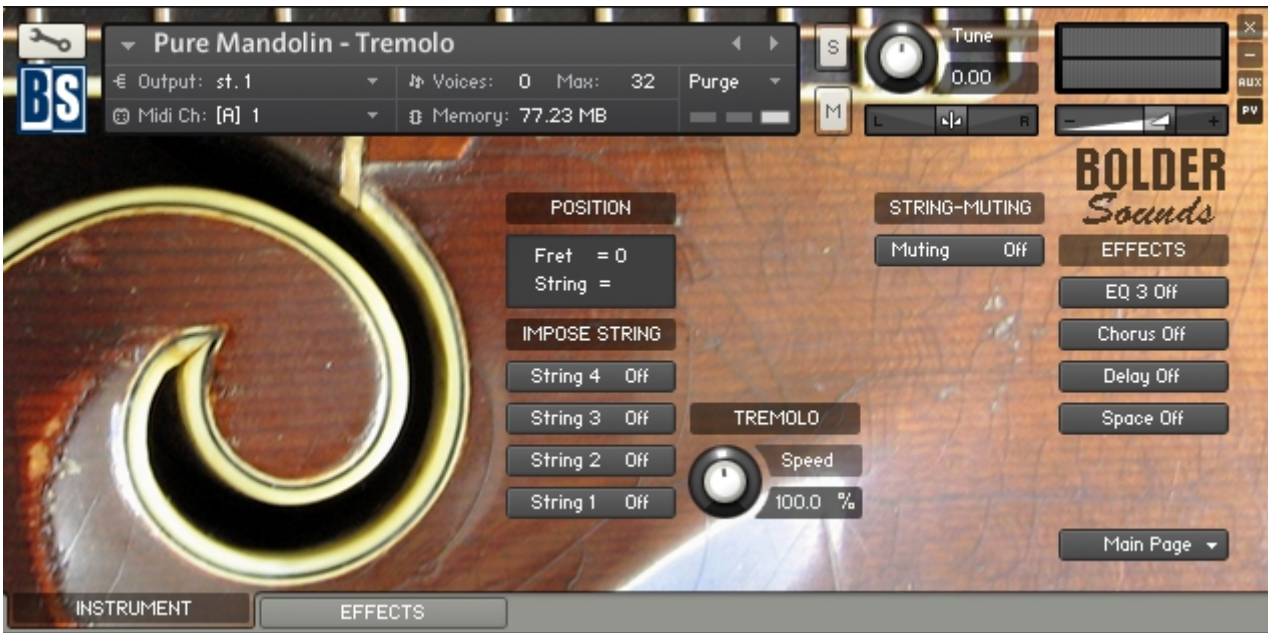 Pure Mandolin - Tremolo
S
Tune
×
−
Output: st. 1
Voices: 0 Max: 32
Purge
0.00
AUX
BS
Midi Ch: [A] 1
Memory: 77.23 MB
M
L
R
−
+
PV
BOLDER
Sounds
POSITION
STRING-MUTING
Fret = 0
Muting Off
EFFECTS
String =
EQ 3 Off
IMPOSE STRING
Chorus Off
String 4 Off
Delay Off
String 3 Off
TREMOLO
Space Off
String 2 Off
Speed
String 1 Off
100.0 %
Main Page
INSTRUMENT
EFFECTS